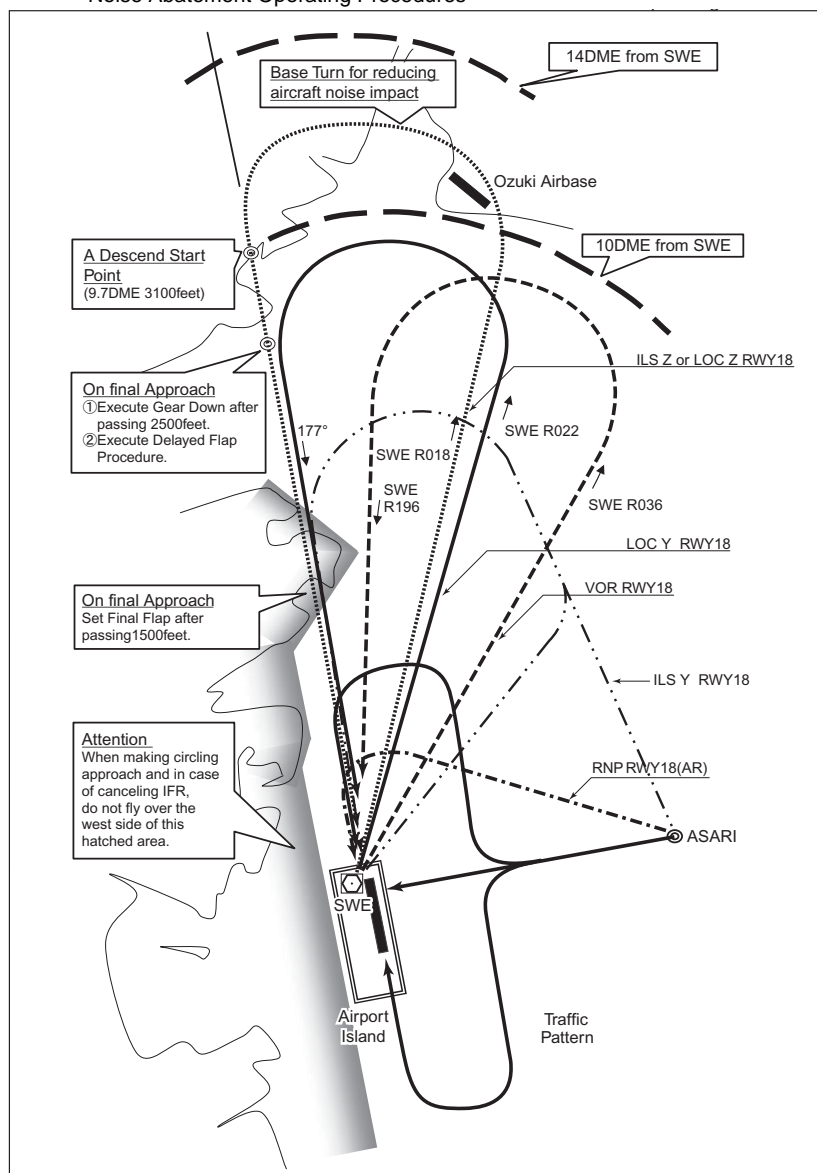 Noise Abatement Operating Procedures
14DME from SWE
Base Turn for reducing
aircraft noise impact
Ozuki Airbase
10DME from SWE
A Descend Start
Point
(9.7DME 3100feet)
ILS Z or LOC Z RWY18
On final Approach
①Execute Gear Down after
passing 2500feet.
②Execute Delayed Flap
Procedure.
177°
SWE R018
SWE R022
SWE
R196
SWE R036
LOC Y RWY18
On final Approach
Set Final Flap after
passing1500feet.
VOR RWY18
ILS Y RWY18
Attention
When making circling
approach and in case
of canceling IFR,
do not fly over the
west side of this
hatched area.
RNP RWY18(AR)
ASARI
SWE
Airport
Island
Traffic
Pattern